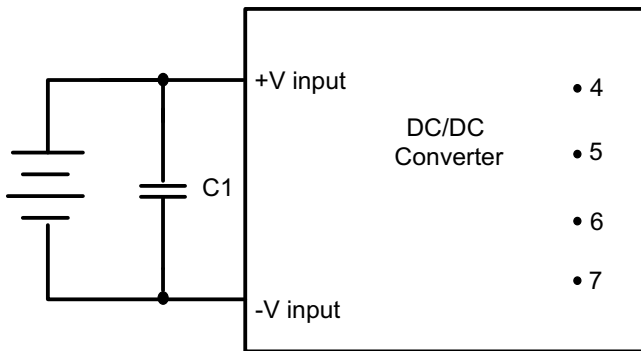 +V input
4
DC/DC
Converter
5
C1
6
7
-V input